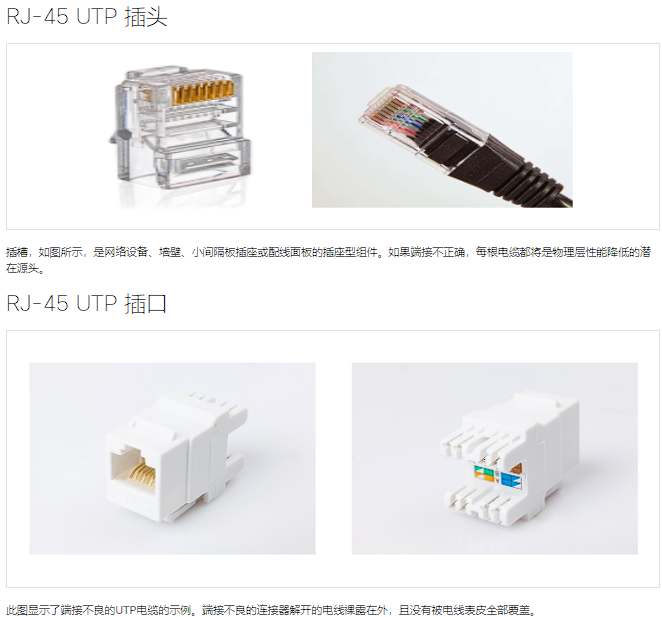 RJ-45 UTP 插头
插槽，如图所示，是网络设备、墙壁、小间隔板插座或配线面板的插座型组件。如果端接不正确，每根电缆都将是物理层性能降低的潜
在源头。
RJ-45 UTP 插口
此图显示了端接不良的UTP电缆的示例。端接不良的连接器解开的电线裸露在外，且没有被电线表皮全部覆盖。